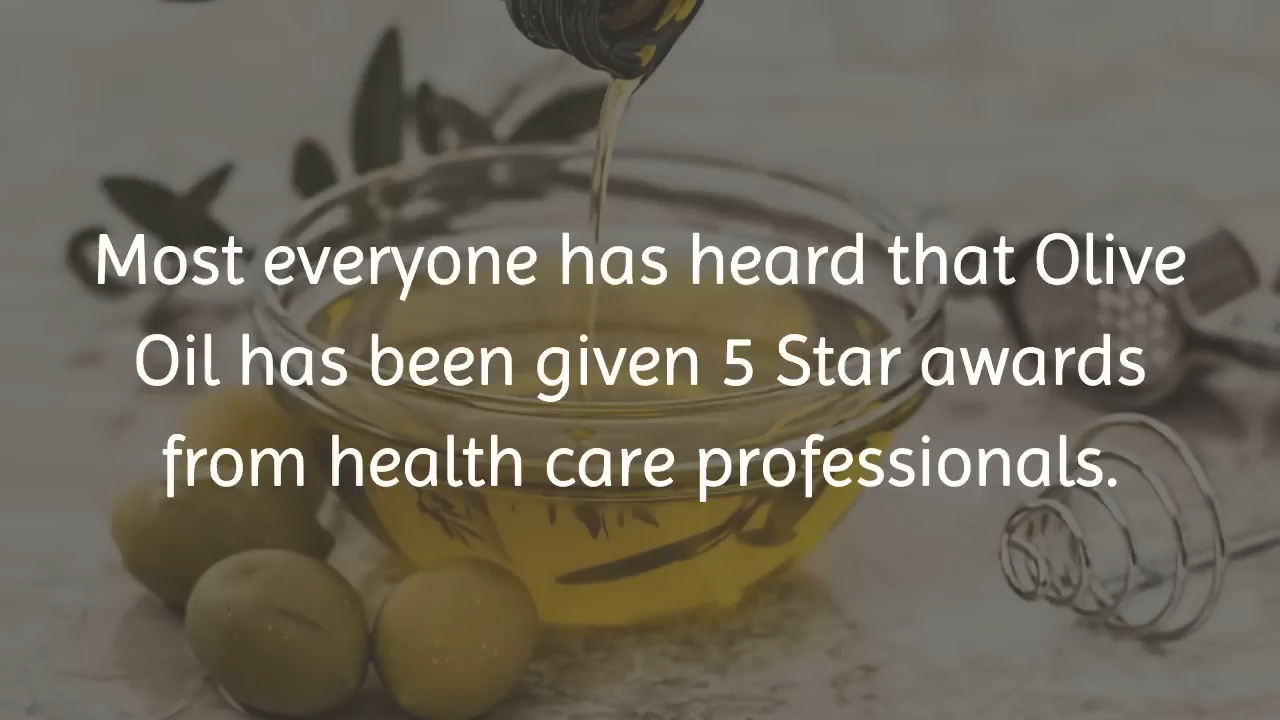 Most everyone has heard that Olive
Oil has been given 5 Star awards
from health care professionals.